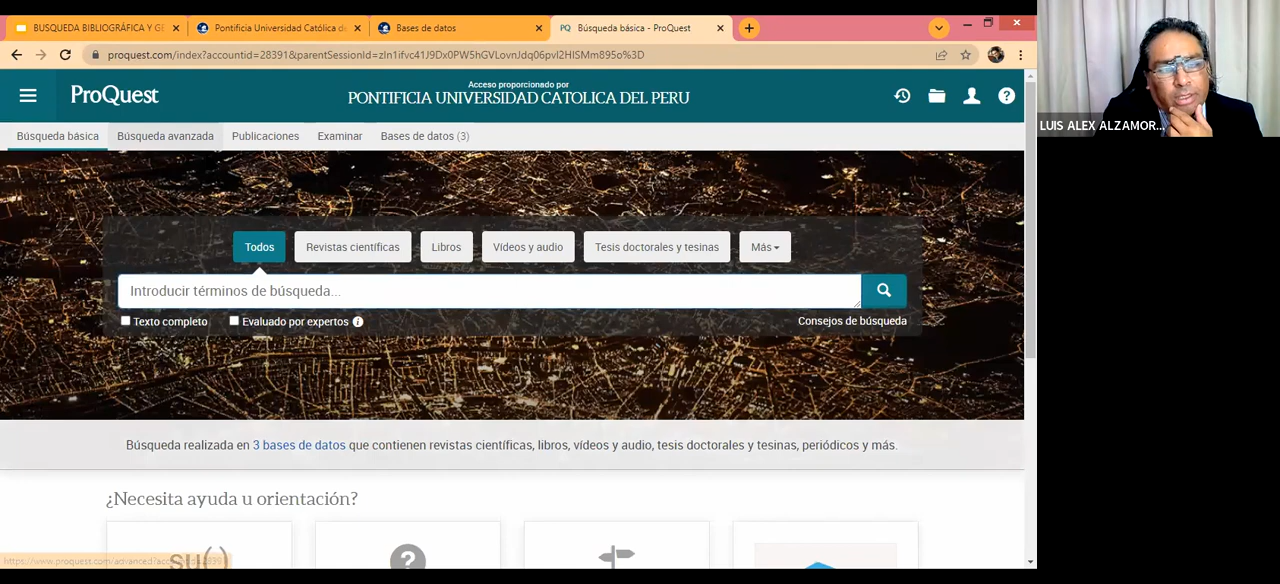 BUSQUEDA BIBLIOGRÁFICA Y GE
Pontificia Universidad Católica de
Bases de datos
Búsqueda básica - ProQuest
proquest.com/index?accountid=28391&parentSessionId=
ProQuest
Acceso proporcionado por
PONTIFICIA UNIVERSIDAD CATOLICA DEL PERU
Búsqueda básica
Búsqueda avanzada
Publicaciones
Examinar
Bases de datos (3)
Todos
Revistas científicas
Libros
Vídeos y audio
Tesis doctorales y tesinas
Más
Introducir términos de búsqueda...
Texto completo
Evaluado por expertos
Consejos de búsqueda
Búsqueda realizada en 3 bases de datos que contienen revistas científicas, libros, vídeos y audio, tesis doctorales y tesinas, periódicos y más.
¿Necesita ayuda u orientación?
LUIS ALEX ALZAMOR...